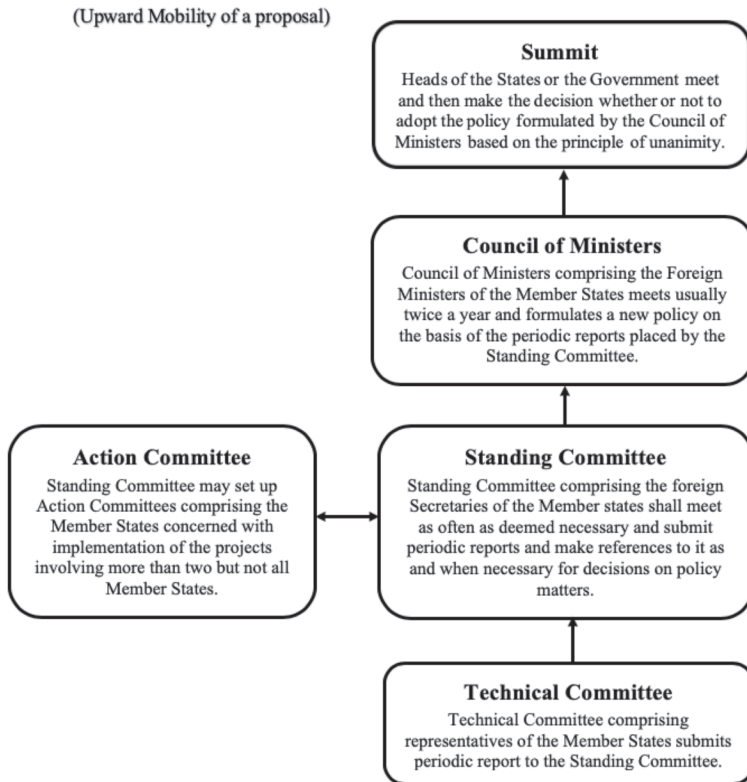 (Upward Mobility of a proposal)
Summit
Heads of the States or the Government meet
and then make the decision whether or not to
adopt the policy formulated by the Council of
Ministers based on the principle of unanimity.
Council of Ministers
Council of Ministers comprising the Foreign
Ministers of the Member States meets usually
twice a year and formulates a new policy on
the basis of the periodic reports placed by the
Standing Committee.
Action Committee
Standing Committee may set up
Action Committees comprising the
Member States concerned with
implementation of the projects
involving more than two but not all
Member States.
Standing Committee
Standing Committee comprising the foreign
Secretaries of the Member states shall meet
as often as deemed necessary and submit
periodic reports and make references to it as
and when necessary for decisions on policy
matters.
Technical Committee
Technical Committee comprising
representatives of the Member States submits
periodic report to the Standing Committee.